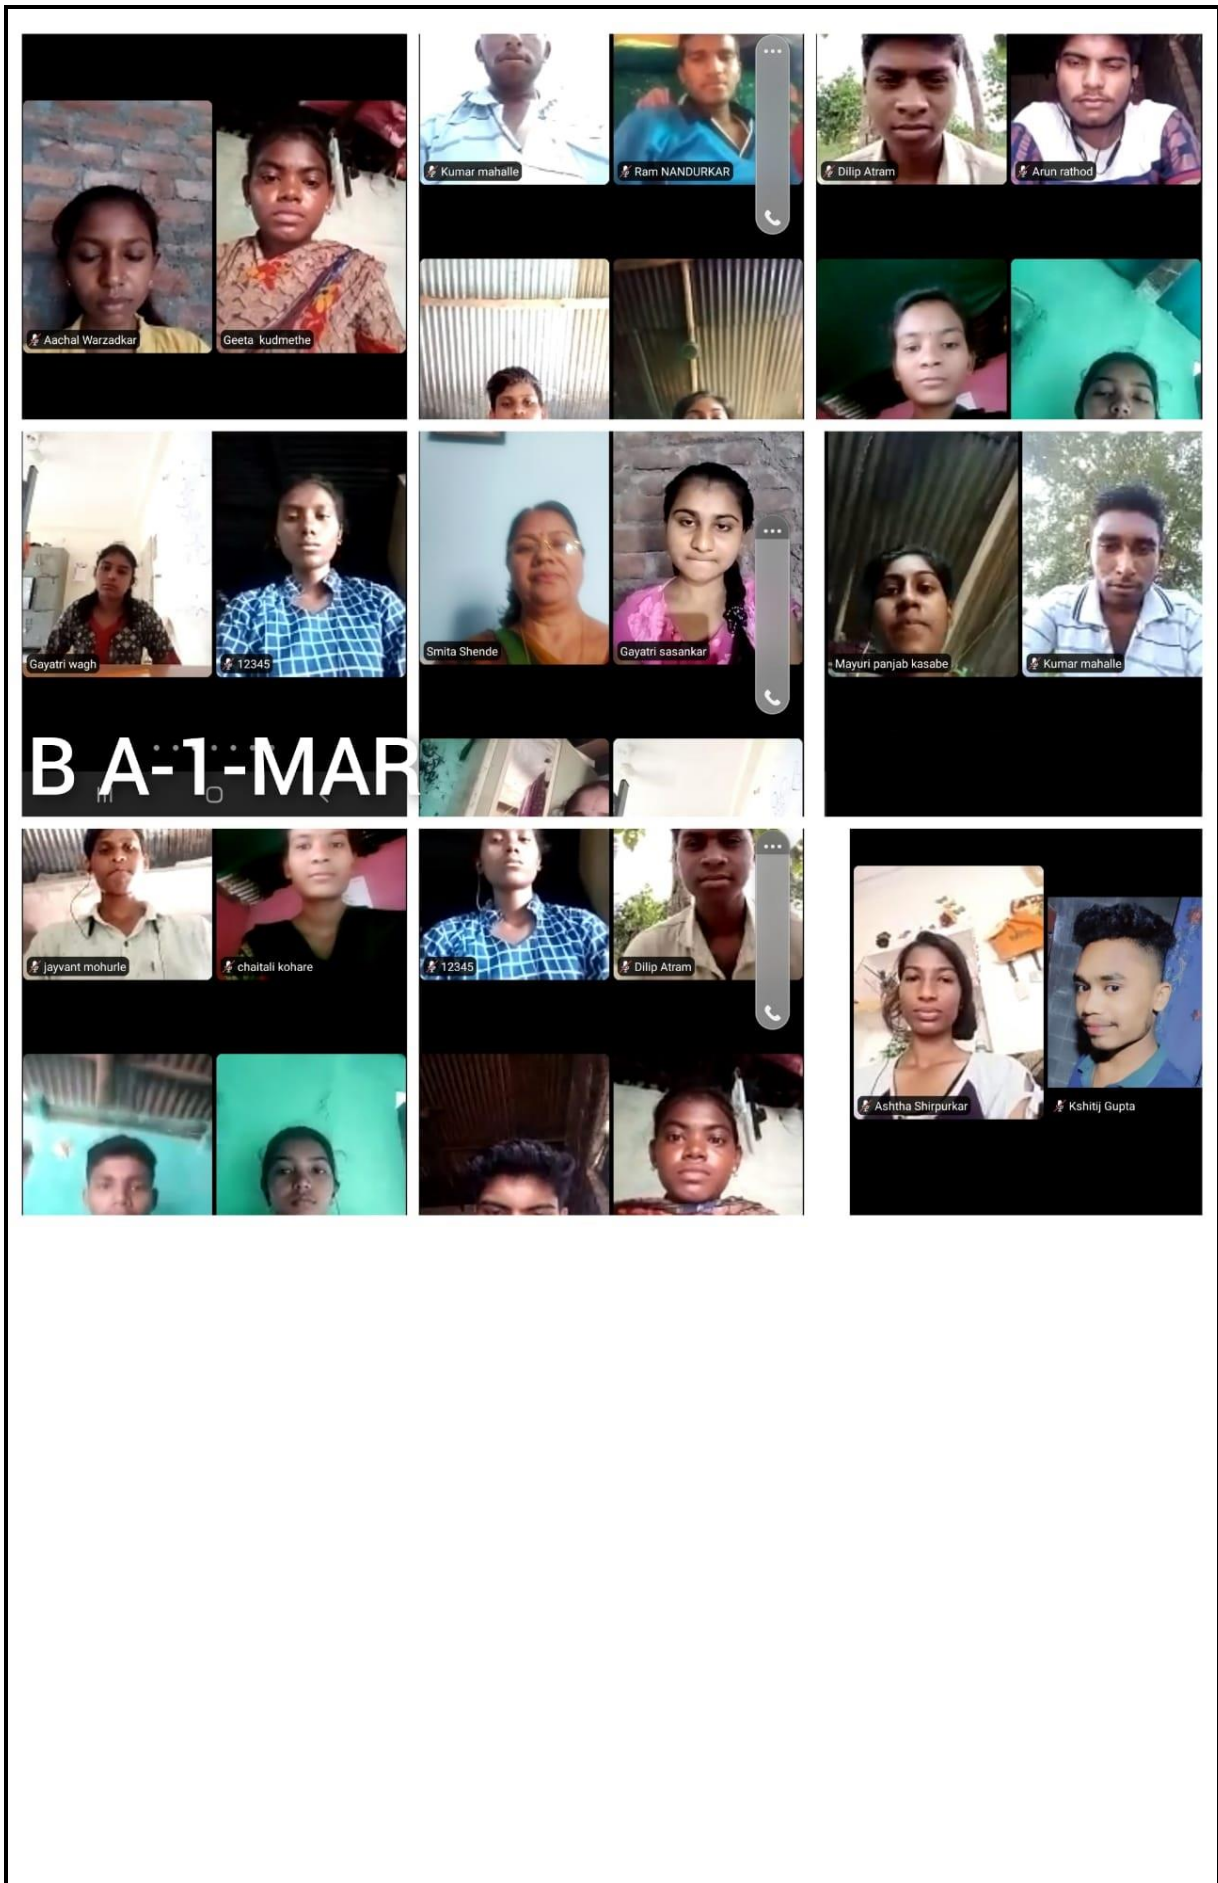 Aachal Warzadkar
Geeta kudmethe
Kumar mahalle
Ram NANDURKAR
Dilip Atram
Arun rathod
Gayatri wagh
12345
B A-1-MAR
Smita Shende
Gayatri sasankar
Mayuri panjab kasabe
Kumar mahalle
jayvant mohurle
chaitali kohare
12345
Dilip Atram
Ashtha Shirpurkar
Kshitij Gupta